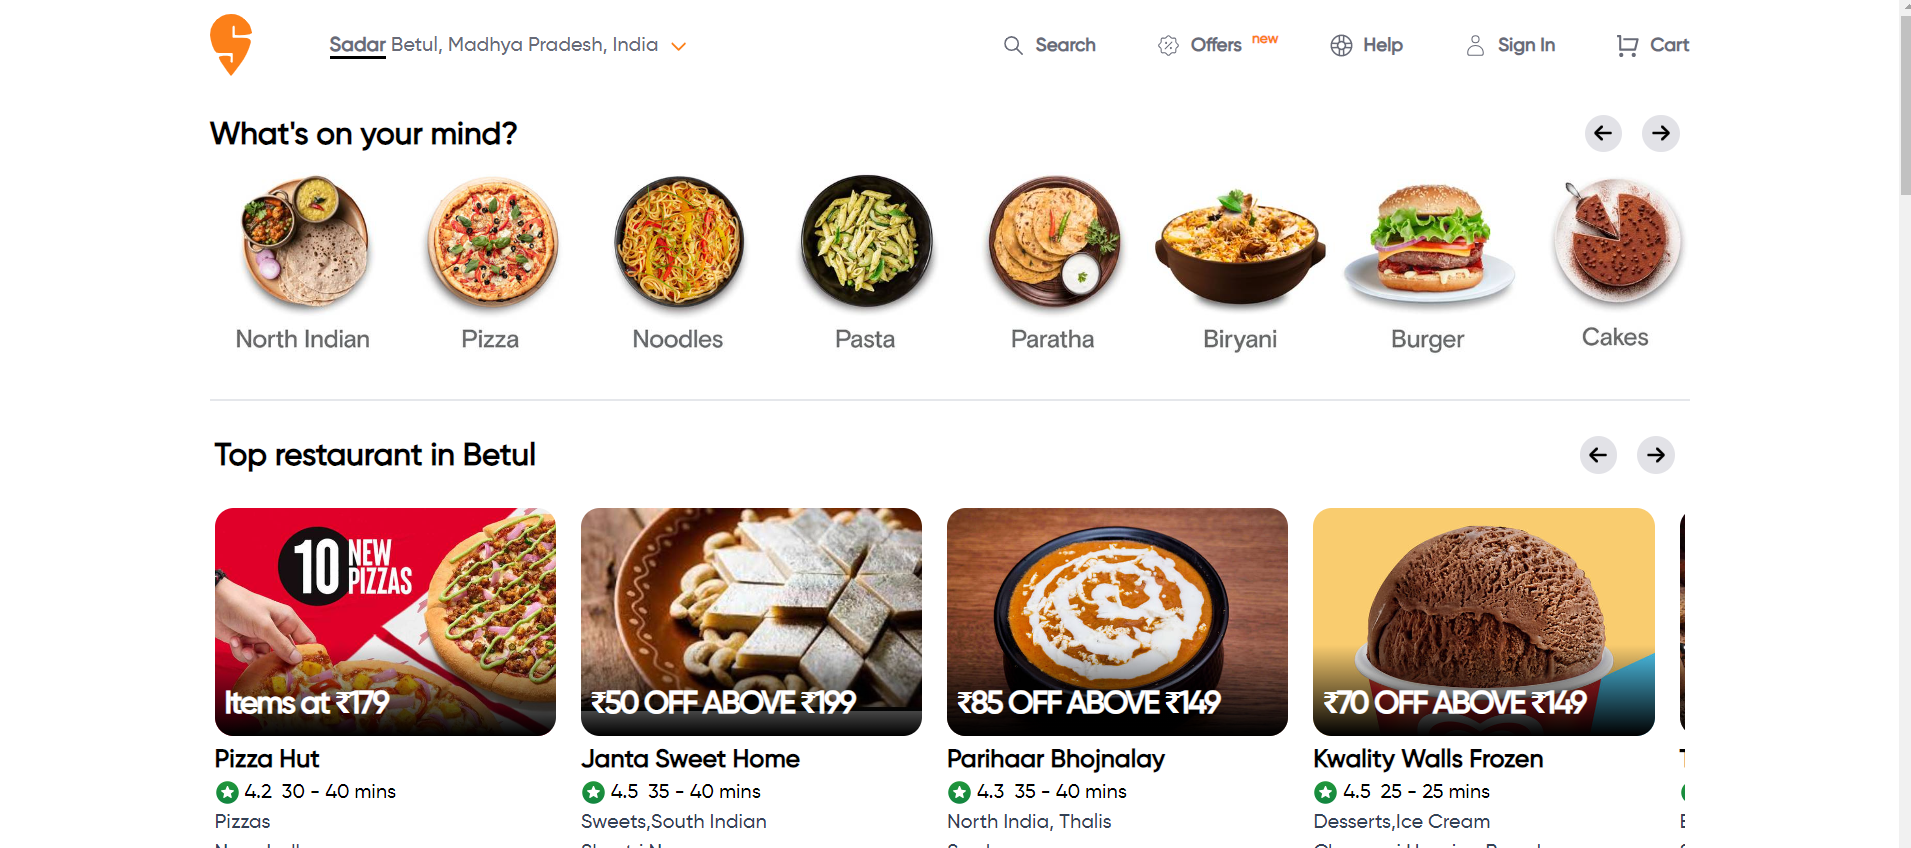 Sadar Betul, Madhya Pradesh, India
Search
Offers new
Help
Sign In
Cart
What's on your mind?
North Indian
Pizza
Noodles
Pasta
Paratha
Biryani
Burger
Cakes
Top restaurant in Betul
10 NEW
PIZZAS
Items at ₹179
₹50 OFF ABOVE ₹199
₹85 OFF ABOVE ₹149
₹70 OFF ABOVE ₹149
Pizza Hut
4.2 30 - 40 mins
Pizzas
Janta Sweet Home
4.5 35 - 40 mins
Sweets,South Indian
Parihaar Bhojnalay
4.3 35 - 40 mins
North India, Thalis
Kwality Walls Frozen
4.5 25 - 25 mins
Desserts,Ice Cream